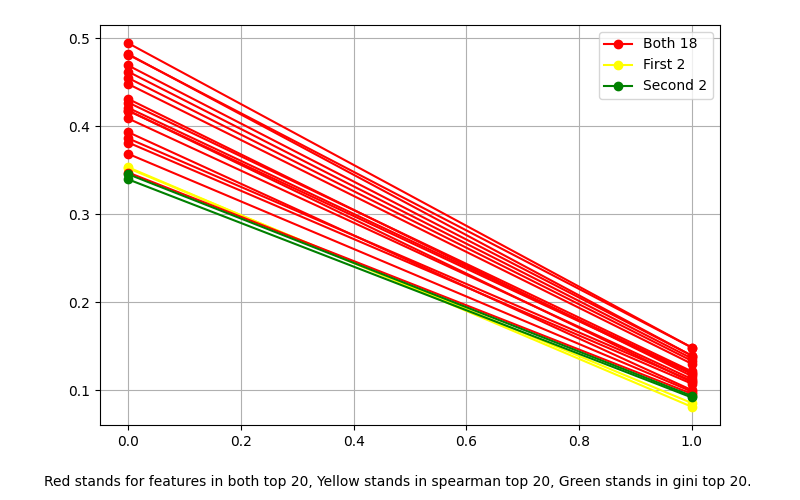 0.5
0.4
0.3
0.2
0.1
Both 18
First 2
Second 2
0.0 0.2 0.4 0.6 0.8 1.0
Red stands for features in both top 20, Yellow stands in spearman top 20, Green stands in gini top 20.